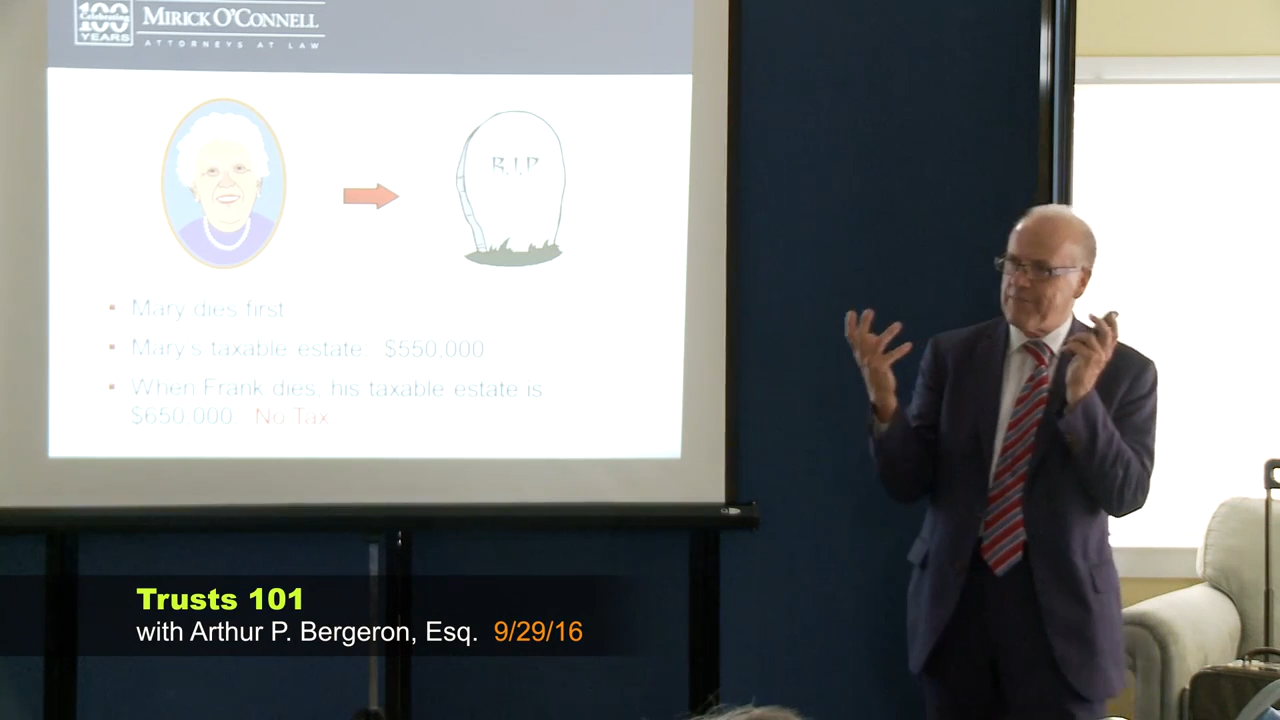 Celebrating
100
YEARS
MIRICK O'CONNELL
ATTORNEYS AT LAW
R.I.P
Mary dies first
Mary's taxable estate $550,000
When Frank dies, his taxable estate is
$650,000 No Tax
Trusts 101
with Arthur P. Bergeron, Esq. 9/29/16